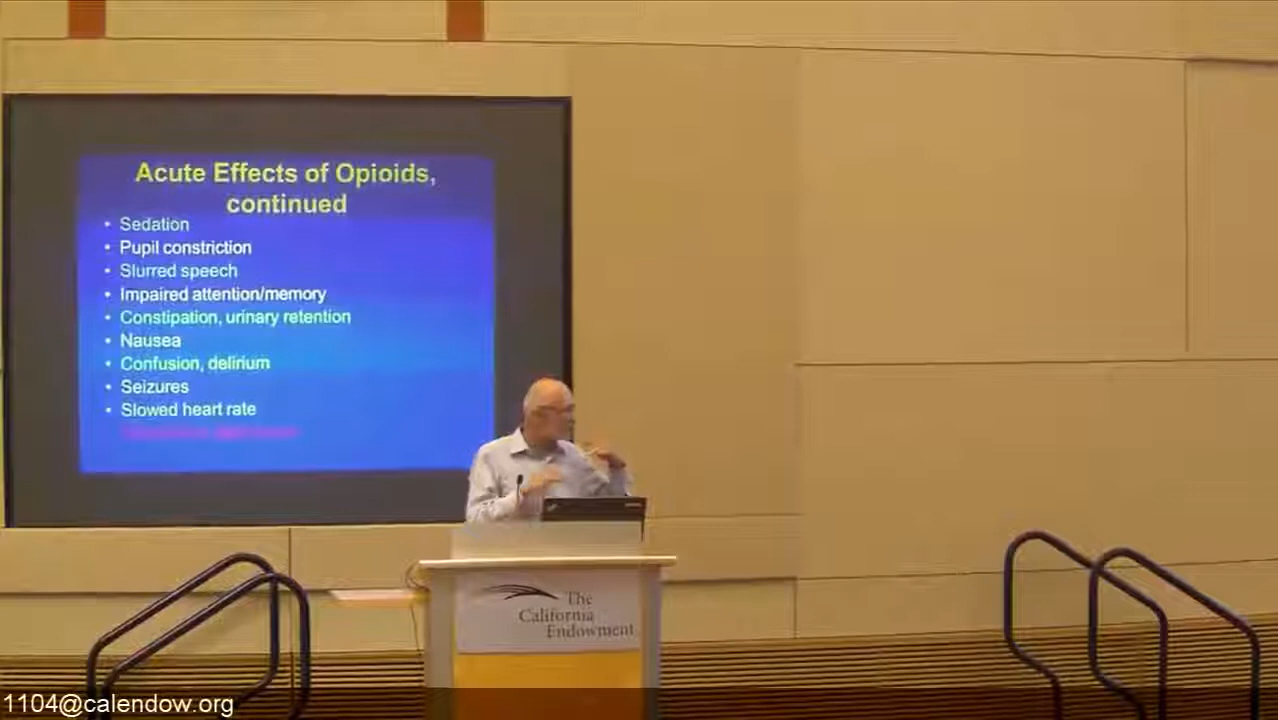 Acute Effects of Opioids,
continued
• Sedation
• Pupil constriction
• Slurred speech
• Impaired attention/memory
• Constipation, urinary retention
• Nausea
• Confusion, delirium
• Seizures
• Slowed heart rate
The
California
Endowment
1104@calendow.org